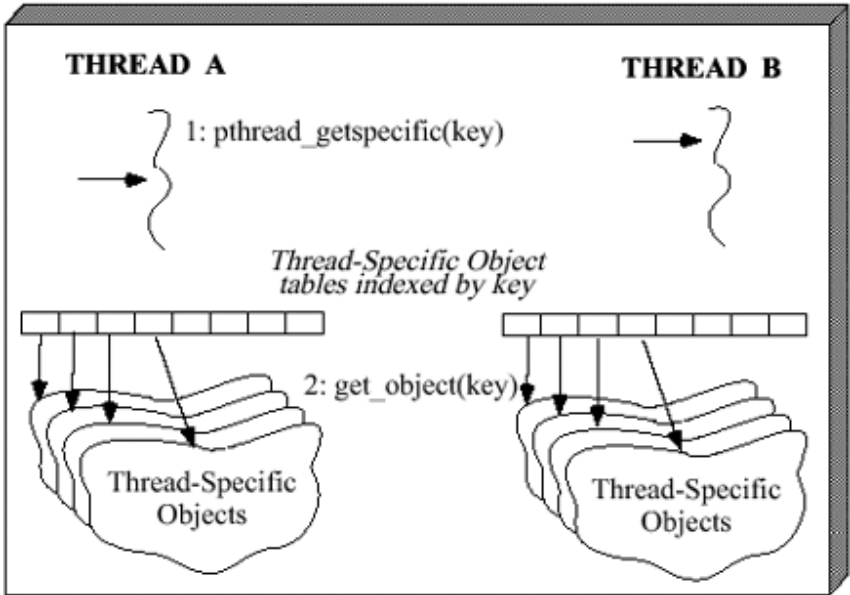 THREAD A
THREAD B
1: pthread_getspecific(key)
Thread-Specific Object
tables indexed by key
2: get_object(key)
Thread-Specific
Objects
Thread-Specific
Objects